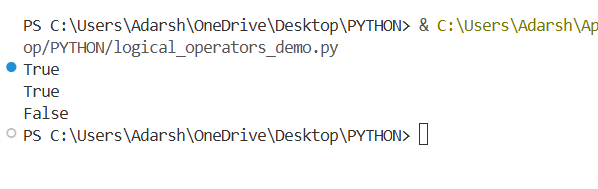 PS C:\Users\Adarsh\OneDrive\Desktop\PYTHON> & C:\Users\Adarsh\Ap
op/PYTHON/logical_operators_demo.py
True
True
False
PS C:\Users\Adarsh\OneDrive\Desktop\PYTHON>